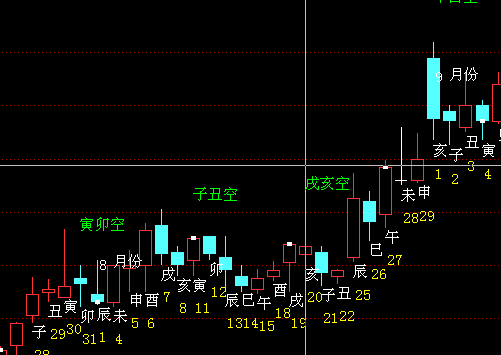 9 月份
亥 子 丑 寅
1 2 3 4
戌亥空
未 申
28 29
子丑空
寅卯空
午
27
巳
26
8 月份
戌 亥 寅 卯
7 8 11 12
亥 子 丑 辰
20 21 22 25
申 酉
5 6
辰 巳 午 酉 戌
13 14 15 18 19
子 丑 寅 卯 辰 未
28 29 30 31 1 4